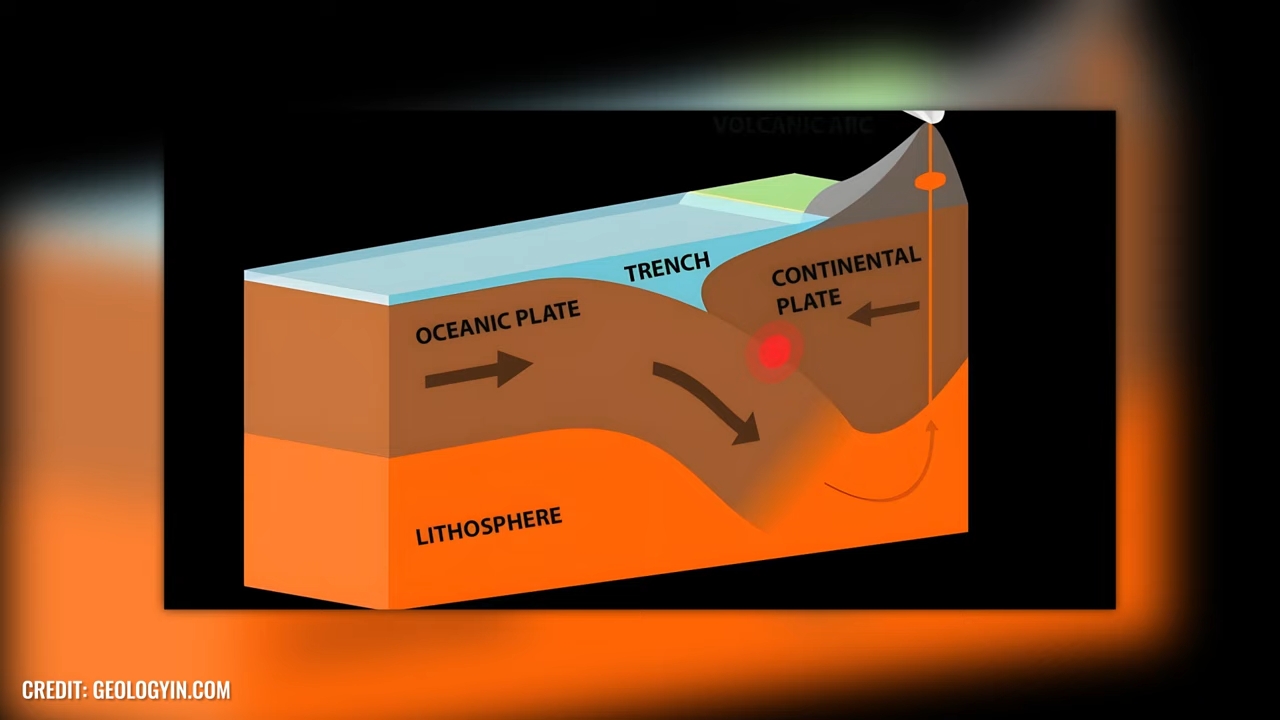 VOLCANIC ARC
TRENCH
CONTINENTAL
PLATE
OCEANIC PLATE
LITHOSPHERE
CREDIT: GEOLOGYIN.COM